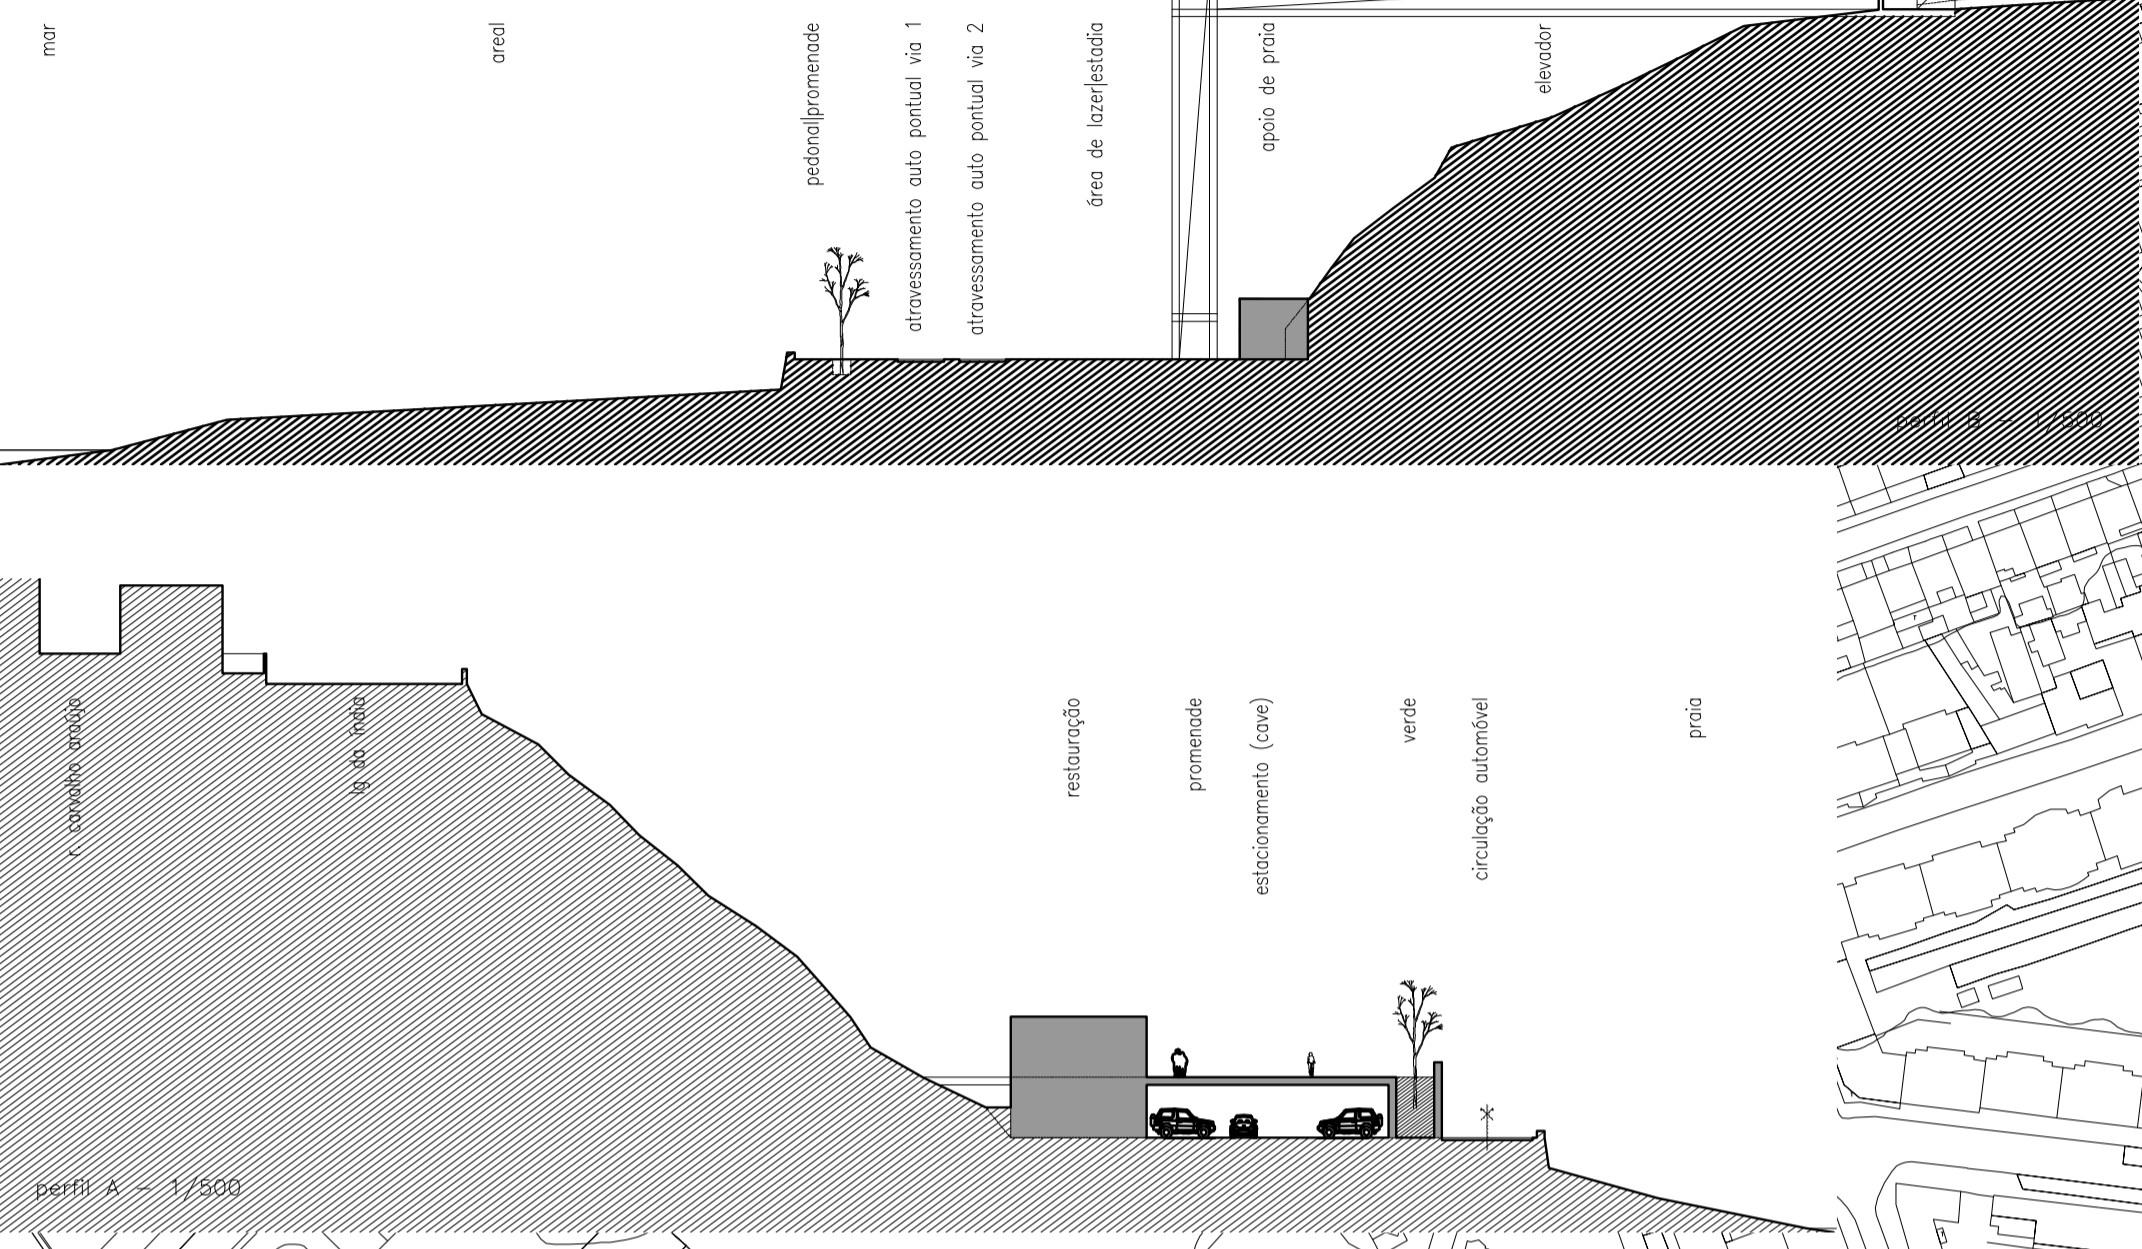 mar
areal
pedonal|promenade
atravessamento auto pontual via 1
atravessamento auto pontual via 2
área de lazer|estadia
apoio de praia
elevador
perfil B - 1/500
r. carvalho araújo
lg da índia
restauração
promenade
estacionamento (cave)
verde
circulação automóvel
praia
perfil A - 1/500